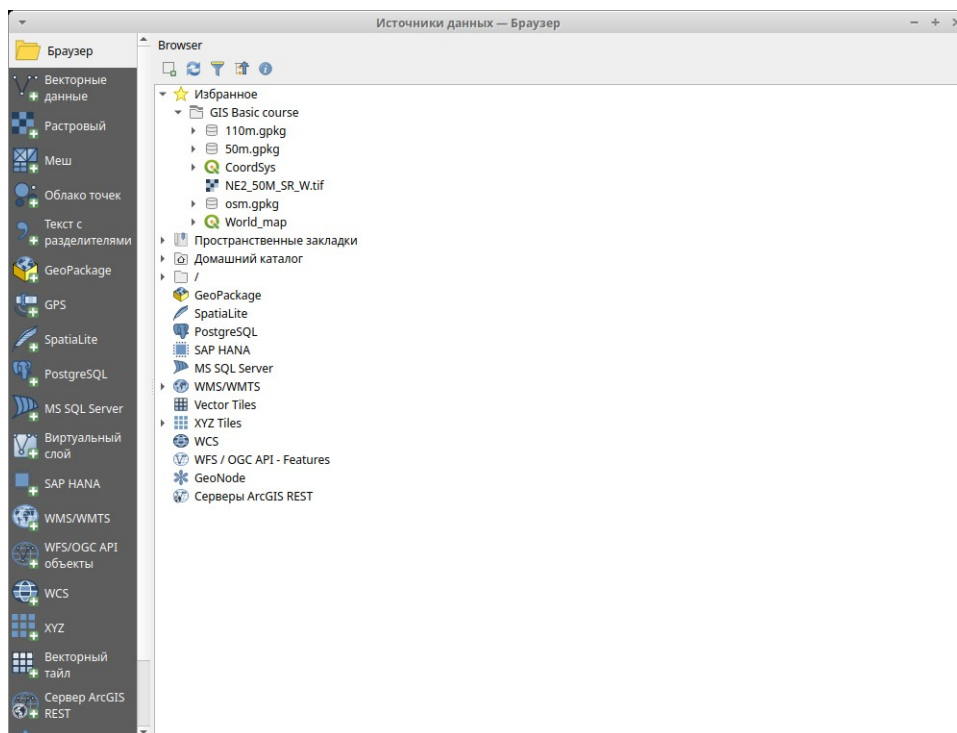 Источники данных — Браузер
Браузер
Векторные
данные
Растровый
Меш
Облако точек
Текст с
разделителями
GeoPackage
GPS
SpatiaLite
PostgreSQL
MS SQL Server
Виртуальный
слой
SAP HANA
WMS/WMTS
WFS/OGC API
объекты
WCS
XYZ
Векторный
тайл
Сервер ArcGIS
REST
Browser
Избранное
GIS Basic course
110m.gpkg
50m.gpkg
CoordSys
NE2_50M_SR_W.tif
osm.gpkg
World_map
Пространственные закладки
Домашний каталог
/
GeoPackage
SpatiaLite
PostgreSQL
SAP HANA
MS SQL Server
WMS/WMTS
Vector Tiles
XYZ Tiles
WCS
WFS / OGC API - Features
GeoNode
Серверы ArcGIS REST